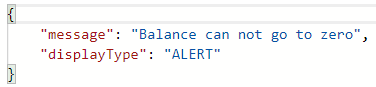 {
    "message": "Balance can not go to zero",
    "displayType": "ALERT"
}